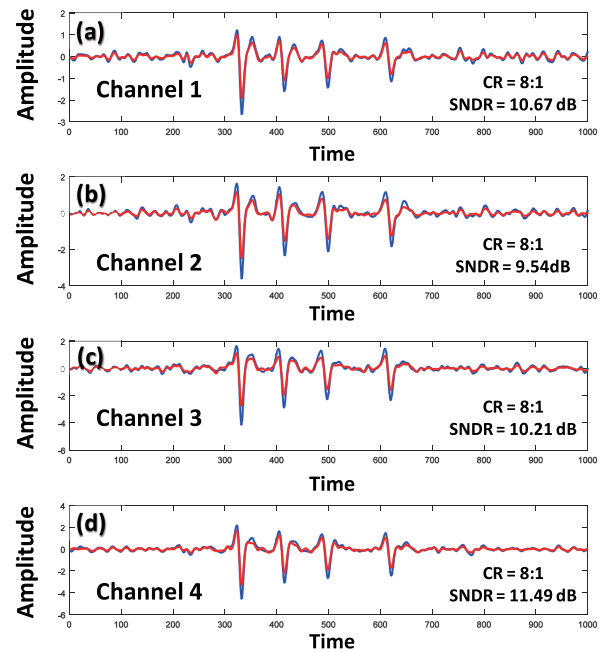 (a)
Amplitude
2
1
0
-1
-2
-3
Channel 1
CR = 8:1
SNDR = 10.67 dB
0 100 200 300 400 500 600 700 800 900 1000
Time
(b)
Amplitude
2
0
-2
-4
Channel 2
CR = 8:1
SNDR = 9.54dB
0 100 200 300 400 500 600 700 800 900 1000
Time
(c)
Amplitude
2
0
-2
-4
-6
Channel 3
CR = 8:1
SNDR = 10.21 dB
0 100 200 300 400 500 600 700 800 900 1000
Time
(d)
Amplitude
4
2
0
-2
-4
-6
Channel 4
CR = 8:1
SNDR = 11.49 dB
0 100 200 300 400 500 600 700 800 900 1000
Time